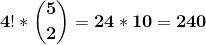 4! * (5 2) = 24 * 10 = 240